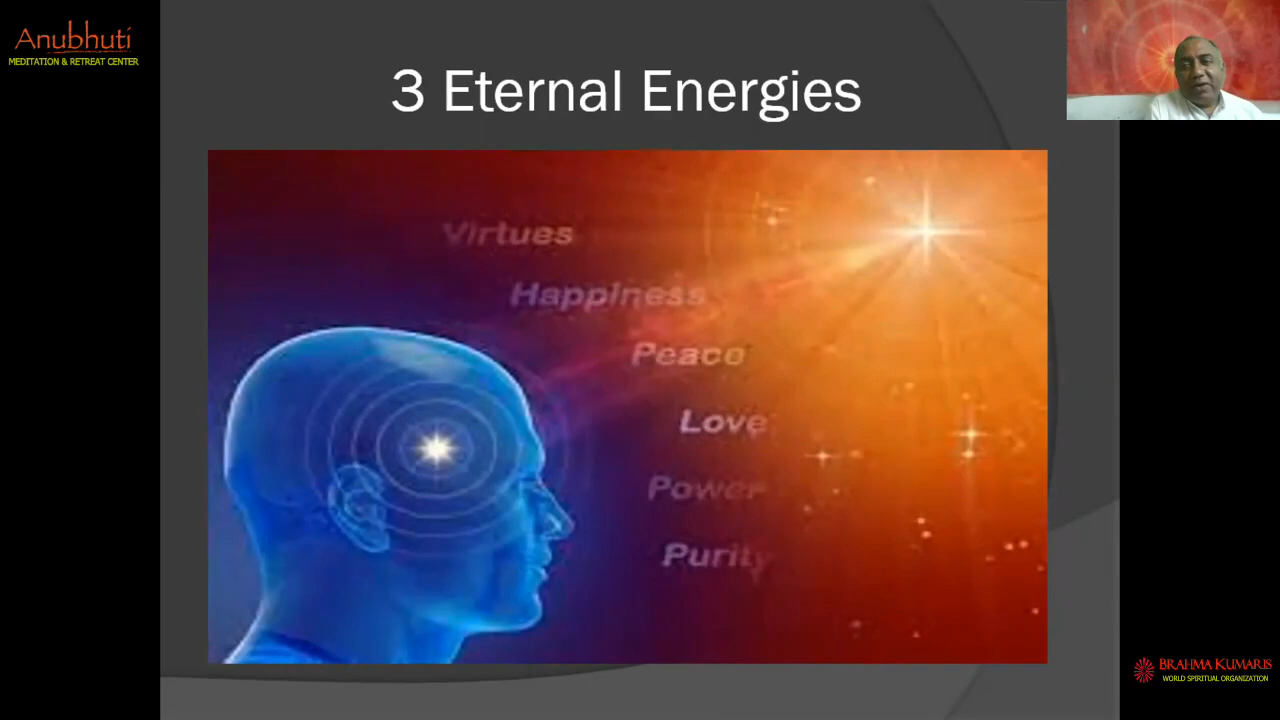 Anubhuti
MEDITATION & RETREAT CENTER
3 Eternal Energies
Virtues
Happiness
Peace
Love
Power
Purity
BRAHMA KUMARIS
WORLD SPIRITUAL ORGANIZATION